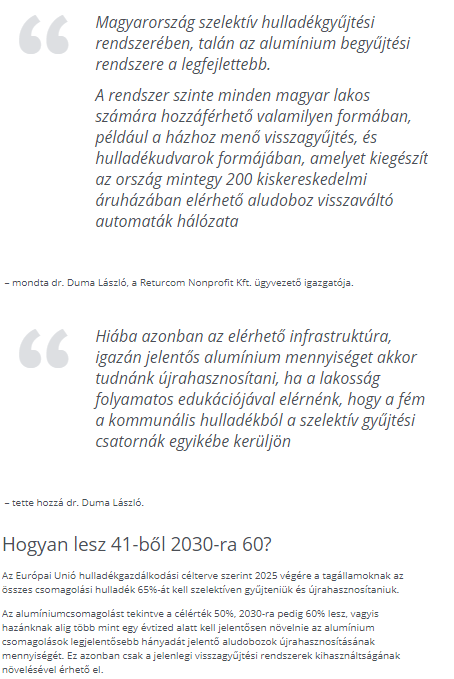 Magyarország szelektív hulladékgyűjtési
rendszerében, talán az alumínium begyűjtési
rendszere a legfejlettebb.
A rendszer szinte minden magyar lakos
számára hozzáférhető valamilyen formában,
például a házhoz menő visszagyűjtés, és
hulladékudvarok formájában, amelyet kiegészít
az ország mintegy 200 kiskereskedelmi
áruházában elérhető aludoboz visszaváltó
automaták hálózata
– mondta dr. Duma László, a Returcom Nonprofit Kft. ügyvezető igazgatója.
Hiába azonban az elérhető infrastruktúra,
igazán jelentős alumínium mennyiséget akkor
tudnánk újrahasznosítani, ha a lakosság
folyamatos edukációjával elérnénk, hogy a fém
a kommunális hulladékból a szelektív gyűjtési
csatornák egyikébe kerüljön
– tette hozzá dr. Duma László.
Hogyan lesz 41-ből 2030-ra 60?
Az Európai Unió hulladékgazdálkodási célterve szerint 2025 végére a tagállamoknak az
összes csomagolási hulladék 65%-át kell szelektíven gyűjteniük és újrahasznosítaniuk.
Az alumíniumcsomagolást tekintve a célérték 50%, 2030-ra pedig 60% lesz, vagyis
hazánknak alig több mint egy évtized alatt kell jelentősen növelnie az alumínium
csomagolások legjelentősebb hányadát jelentő aludobozok újrahasznosításának
mennyiségét. Ez azonban csak a jelenlegi visszagyűjtési rendszerek kihasználtságának
növelésével érhető el.